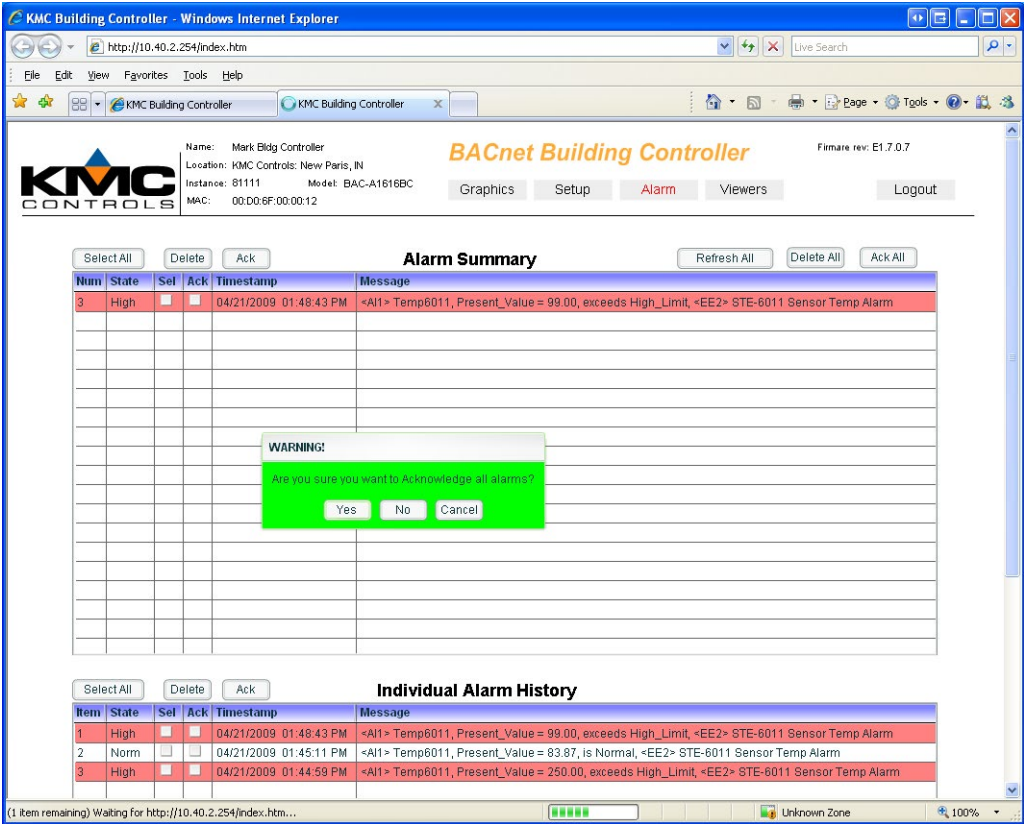 KMC Building Controller - Windows Internet Explorer
http://10.40.2.254/index.htm
Live Search
File Edit View Favorites Tools Help
KMC Building Controller
KMC Building Controller
Page Tools
KMC
CONTROLS
Name: Mark Bldg Controller
Location: KMC Controls: New Paris, IN
Instance: 81111 Model: BAC-A1616BC
MAC: 00:D0:6F:00:00:12
BACnet Building Controller
Firmare rev: E1.7.0.7
Graphics Setup Alarm Viewers Logout
Select All Delete Ack Alarm Summary Refresh All Delete All Ack All
Num State Sel Ack Timestamp Message
3 High 04/21/2009 01:48:43 PM <AI1> Temp6011, Present_Value = 99.00, exceeds High_Limit, <EE2> STE-6011 Sensor Temp Alarm
WARNING!
Are you sure you want to Acknowledge all alarms?
Yes No Cancel
Select All Delete Ack Individual Alarm History
Item State Sel Ack Timestamp Message
1 High 04/21/2009 01:48:43 PM <AI1> Temp6011, Present_Value = 99.00, exceeds High_Limit, <EE2> STE-6011 Sensor Temp Alarm
2 Norm 04/21/2009 01:45:11 PM <AI1> Temp6011, Present_Value = 83.87, is Normal, <EE2> STE-6011 Sensor Temp Alarm
3 High 04/21/2009 01:44:59 PM <AI1> Temp6011, Present_Value = 250.00, exceeds High_Limit, <EE2> STE-6011 Sensor Temp Alarm
(1 item remaining) Waiting for http://10.40.2.254/index.htm... Unknown Zone 100%